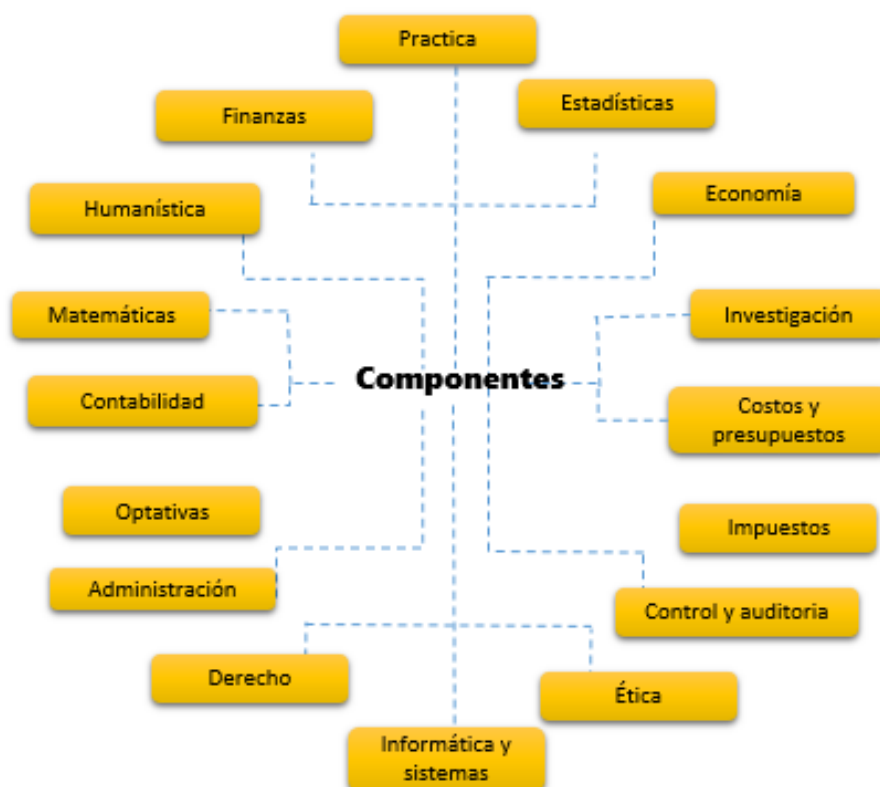 Practica
Estadísticas
Finanzas
Economía
Humanística
Matemáticas
Investigación
Componentes
Contabilidad
Costos y
presupuestos
Optativas
Impuestos
Administración
Control y auditoria
Derecho
Ética
Informática y
sistemas